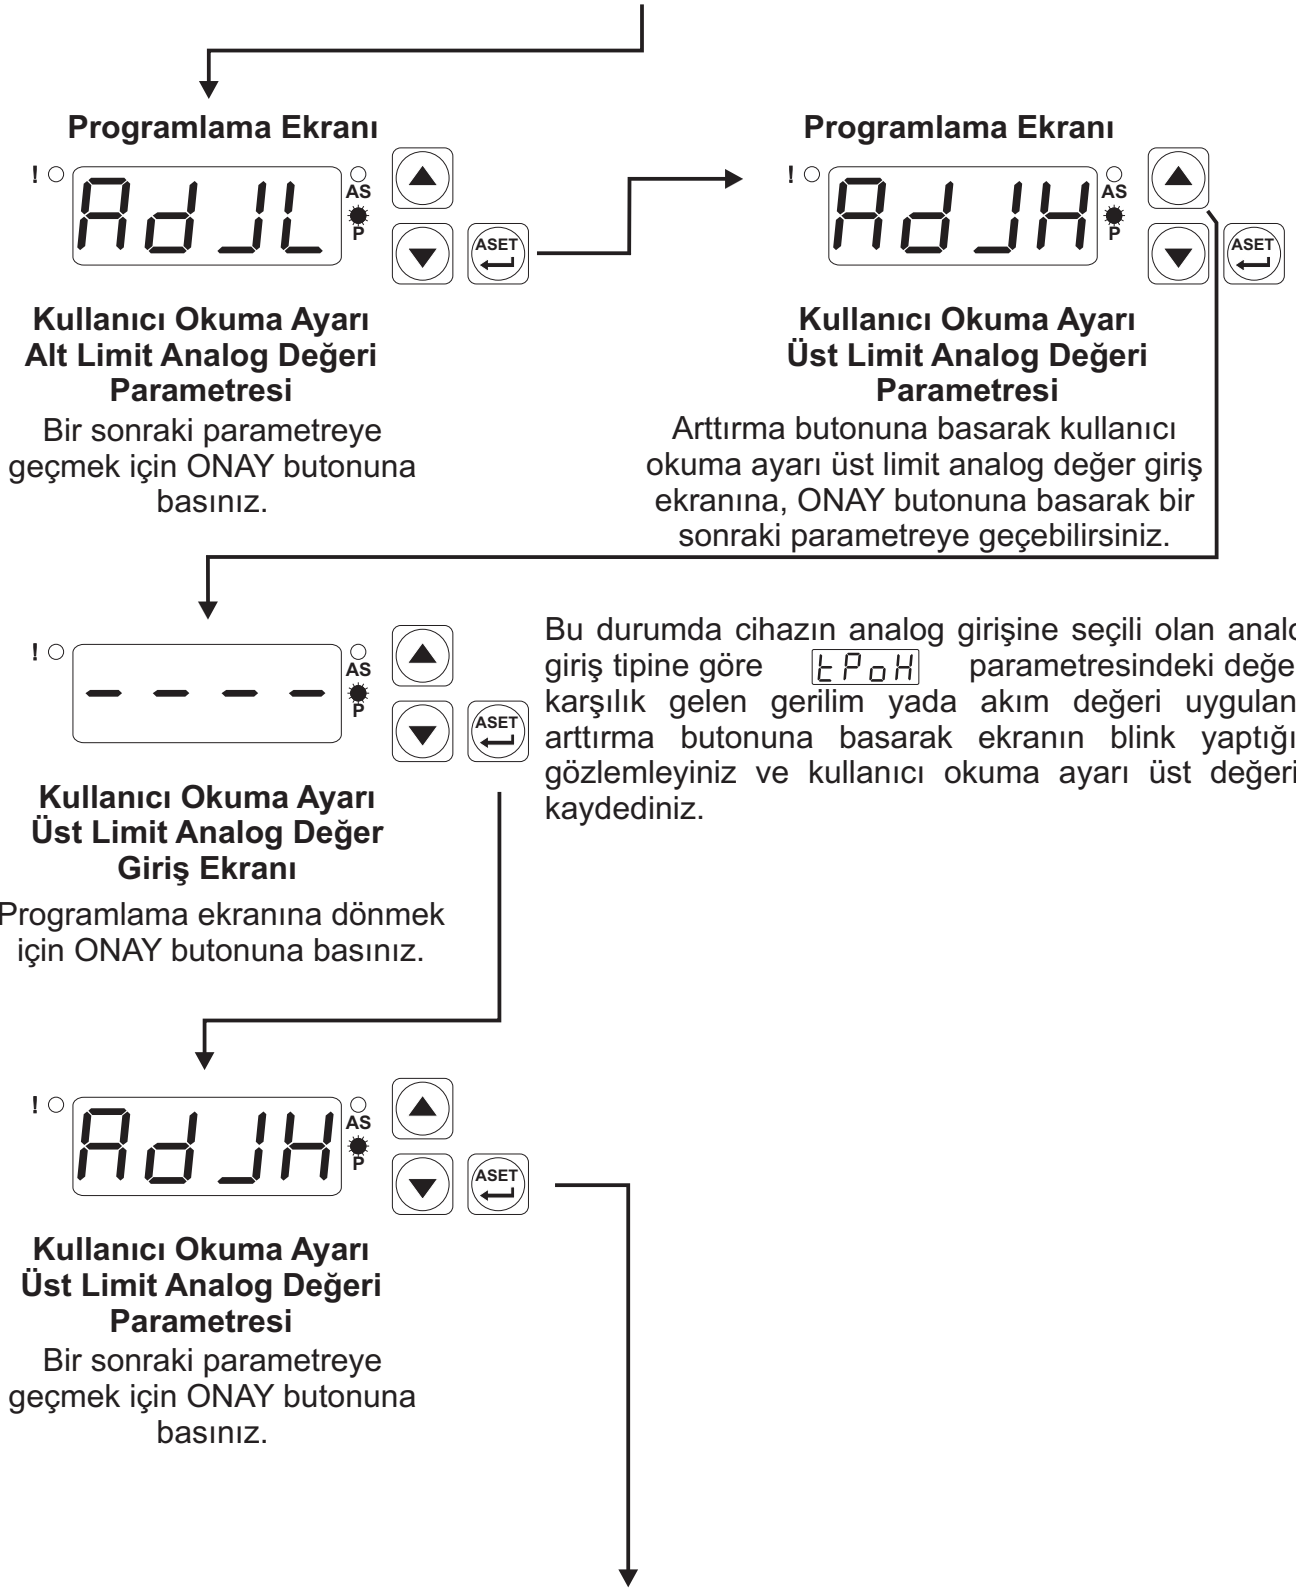 Programlama Ekranı
! AdJL AS
P
ASET
Kullanıcı Okuma Ayarı
Alt Limit Analog Değeri
Parametresi
Bir sonraki parametreye
geçmek için ONAY butonuna
basınız.
Programlama Ekranı
! AdJH AS
P
ASET
Kullanıcı Okuma Ayarı
Üst Limit Analog Değeri
Parametresi
Arttırma butonuna basarak kullanıcı
okuma ayarı üst limit analog değer giriş
ekranına, ONAY butonuna basarak bir
sonraki parametreye geçebilirsiniz.
! - - - - AS
P
ASET
Kullanıcı Okuma Ayarı
Üst Limit Analog Değer
Giriş Ekranı
Programlama ekranına dönmek
için ONAY butonuna basınız.
Bu durumda cihazın analog girişine seçili olan
giriş tipine göre tPoH parametresindeki
karşılık gelen gerilim yada akım değeri
arttırma butonuna basarak ekranın blink
gözlemleyiniz ve kullanıcı okuma ayarı üst
kaydediniz.
! AdJH AS
P
ASET
Kullanıcı Okuma Ayarı
Üst Limit Analog Değeri
Parametresi
Bir sonraki parametreye
geçmek için ONAY butonuna
basınız.